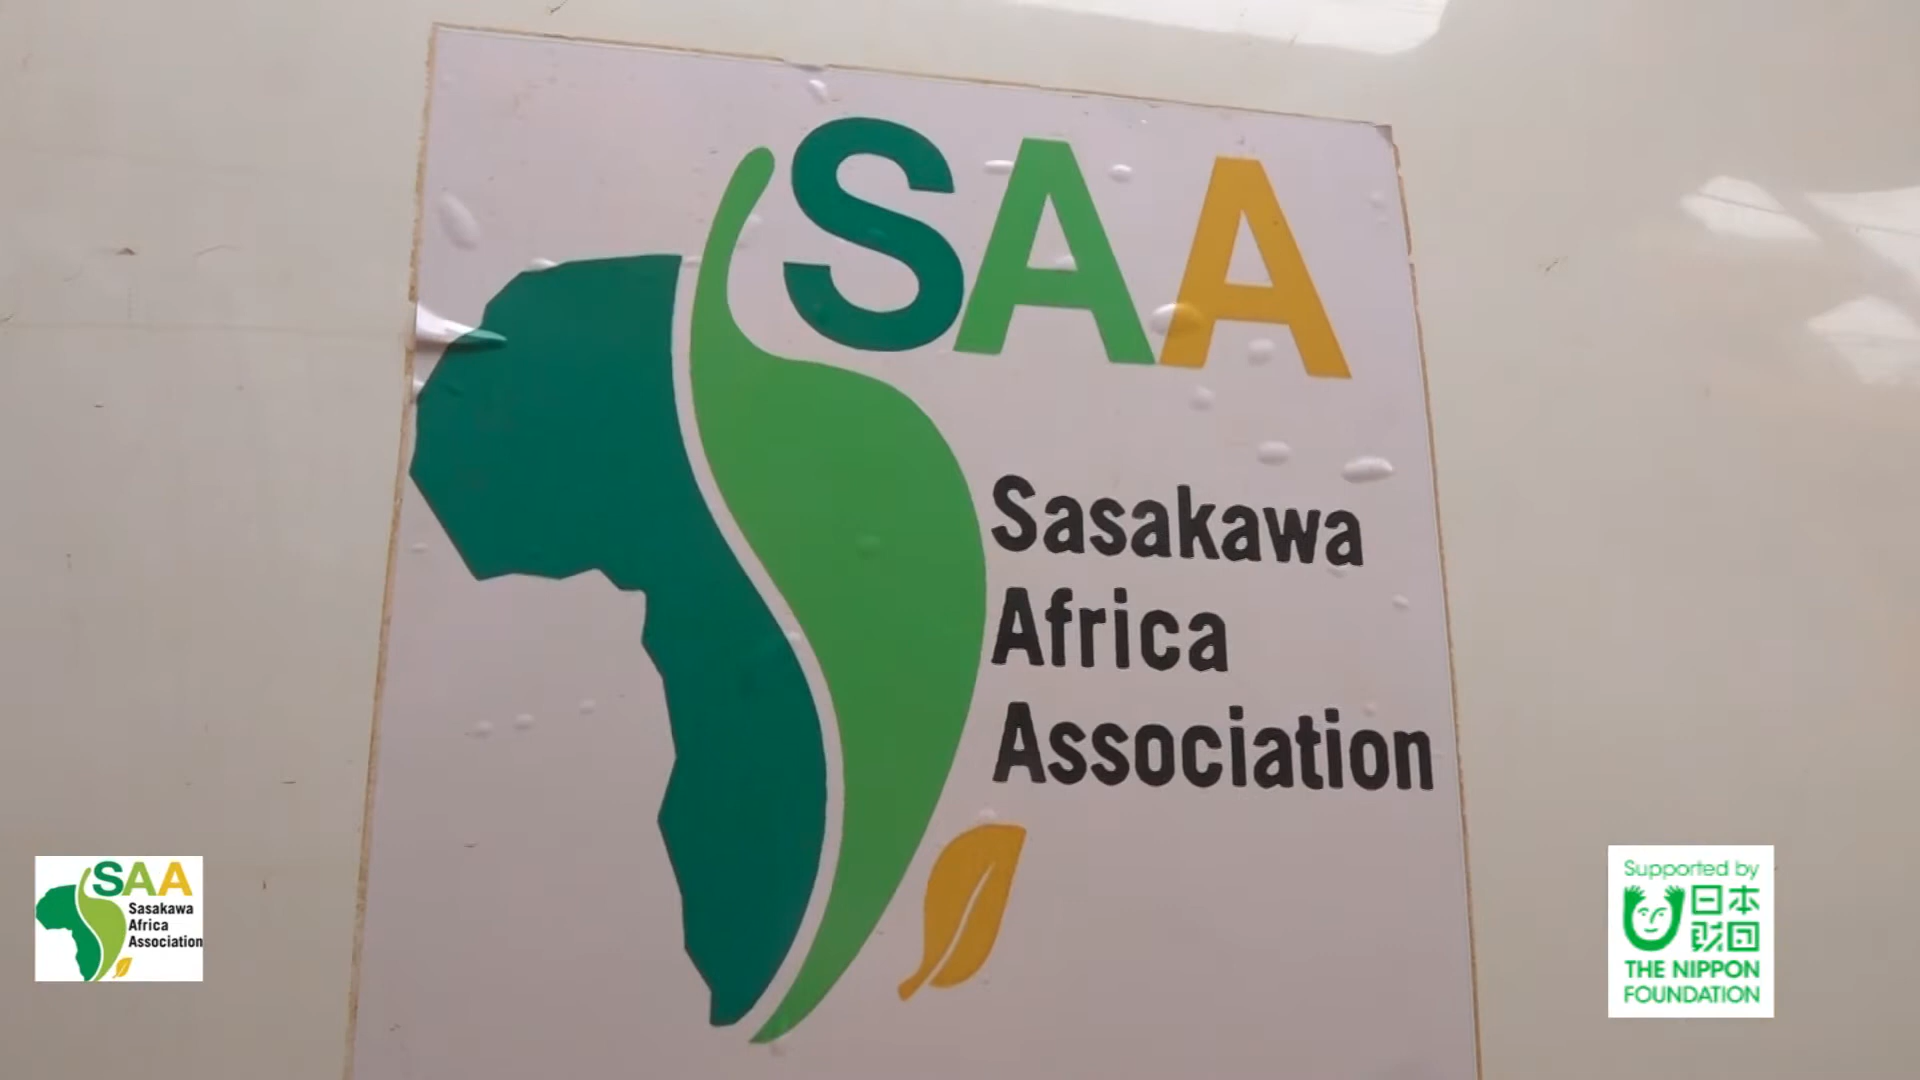 SAA
Sasakawa
Africa
Association
SAA
Sasakawa
Africa
Association
Supported by
日本
財団
THE NIPPON
FOUNDATION